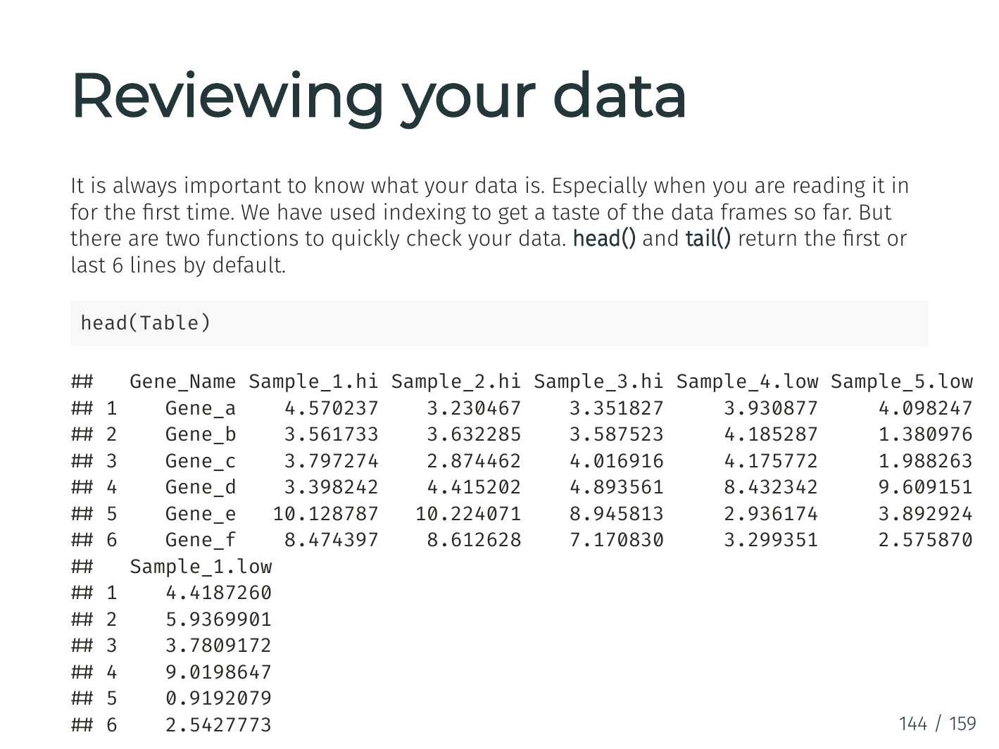 Reviewing your data
It is always important to know what your data is. Especially when you are reading it in
for the first time. We have used indexing to get a taste of the data frames so far. But
there are two functions to quickly check your data. head() and tail() return the first or
last 6 lines by default.
head(Table)
##   Gene_Name Sample_1.hi Sample_2.hi Sample_3.hi Sample_4.low Sample_5.low
## 1    Gene_a    4.570237    3.230467    3.351827     3.930877     4.098247
## 2    Gene_b    3.561733    3.632285    3.587523     4.185287     1.380976
## 3    Gene_c    3.797274    2.874462    4.016916     4.175772     1.988263
## 4    Gene_d    3.398242    4.415202    4.893561     8.432342     9.609151
## 5    Gene_e   10.128787   10.224071    8.945813     2.936174     3.892924
## 6    Gene_f    8.474397    8.612628    7.170830     3.299351     2.575870
##   Sample_1.low
## 1    4.4187260
## 2    5.9369901
## 3    3.7809172
## 4    9.0198647
## 5    0.9192079
## 6    2.5427773
144 / 159